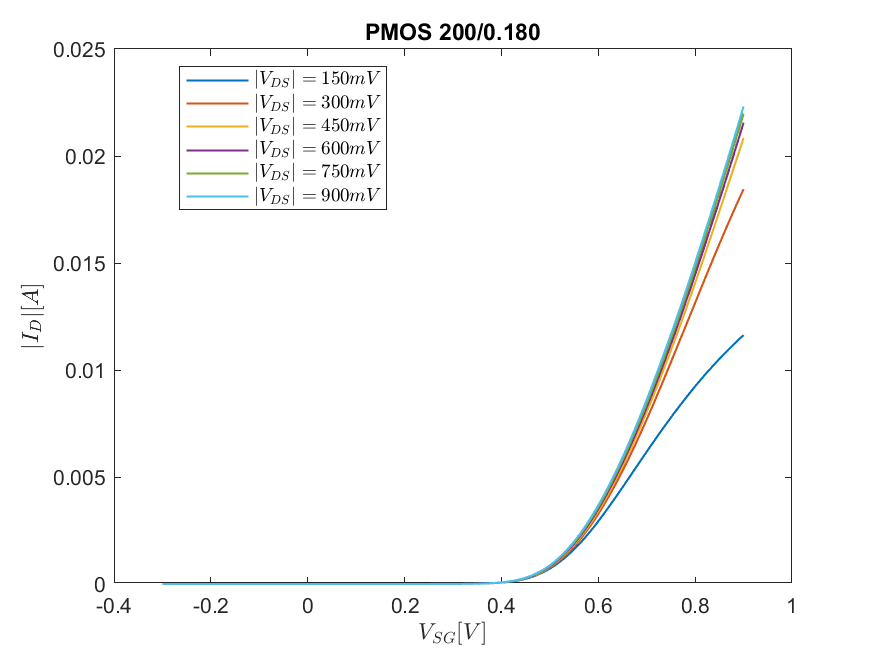 PMOS 200/0.180
0.025
0.02
0.015
0.01
0.005
0
|V_DS| = 150mV
|V_DS| = 300mV
|V_DS| = 450mV
|V_DS| = 600mV
|V_DS| = 750mV
|V_DS| = 900mV
|I_D|[A]
-0.4 -0.2 0 0.2 0.4 0.6 0.8 1
V_SG[V]